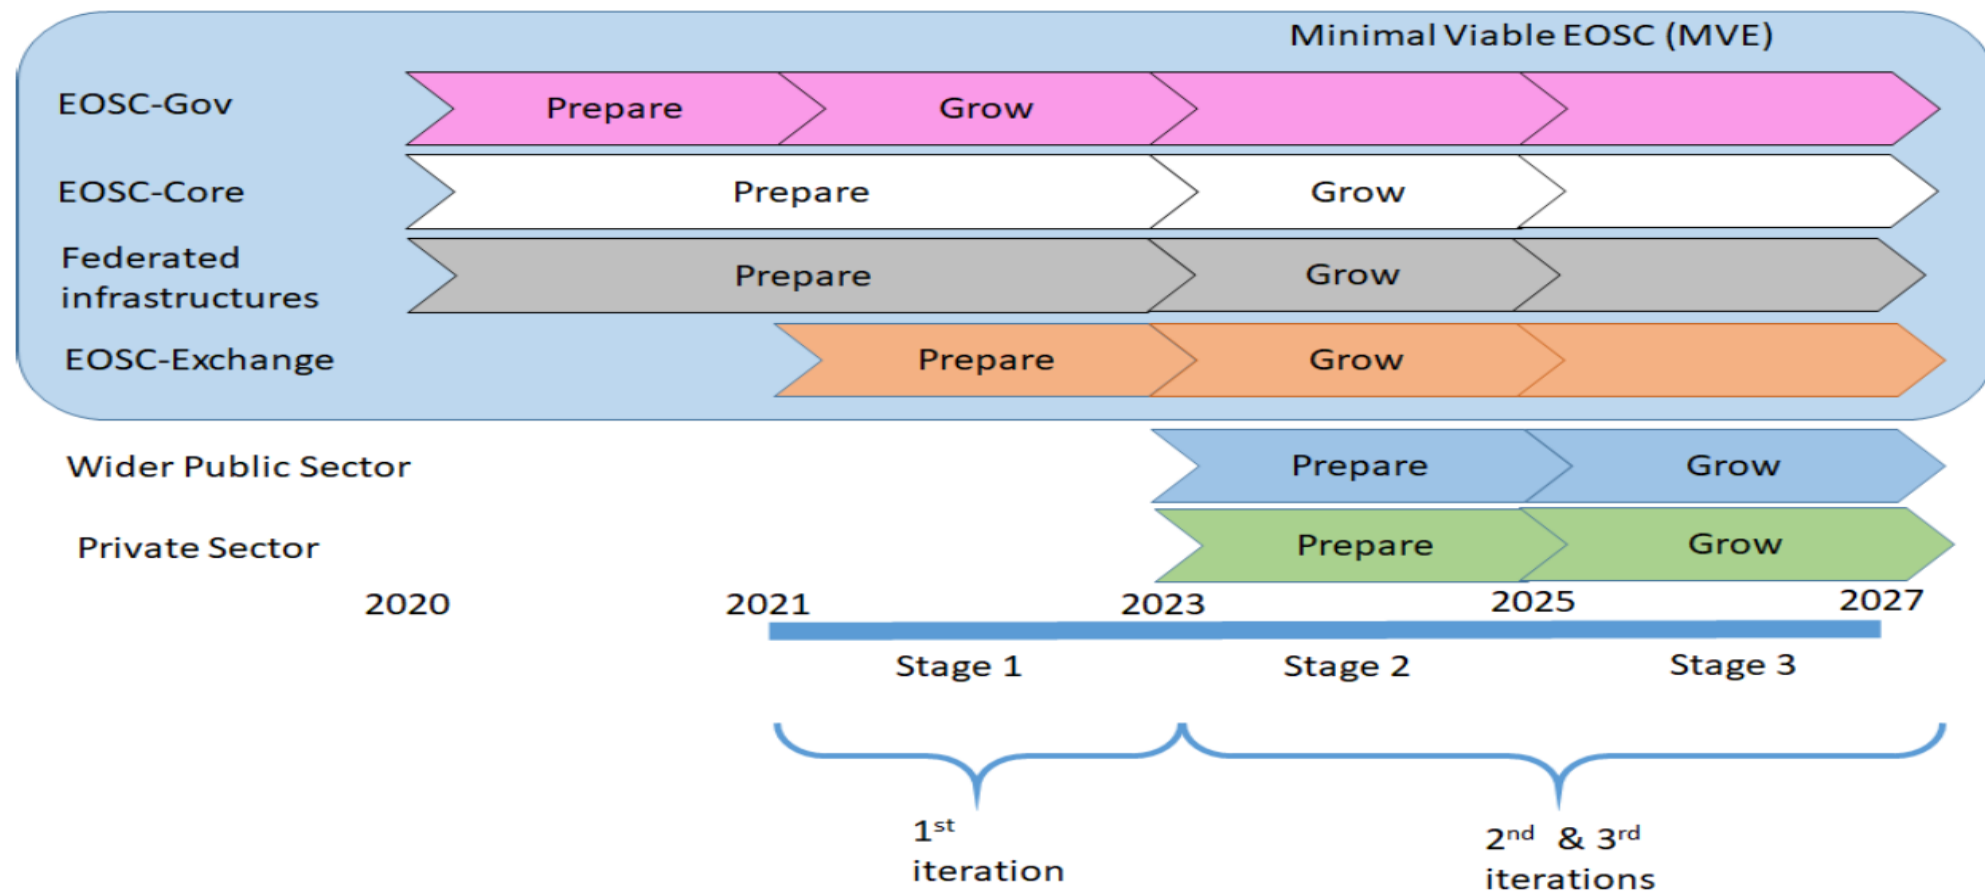 Minimal Viable EOSC (MVE)
EOSC-Gov
Prepare
Grow
EOSC-Core
Prepare
Grow
Federated
infrastructures
Prepare
Grow
EOSC-Exchange
Prepare
Grow
Wider Public Sector
Prepare
Grow
Private Sector
Prepare
Grow
2020
2021
2023
2025
2027
Stage 1
Stage 2
Stage 3
1st
iteration
2nd & 3rd
iterations